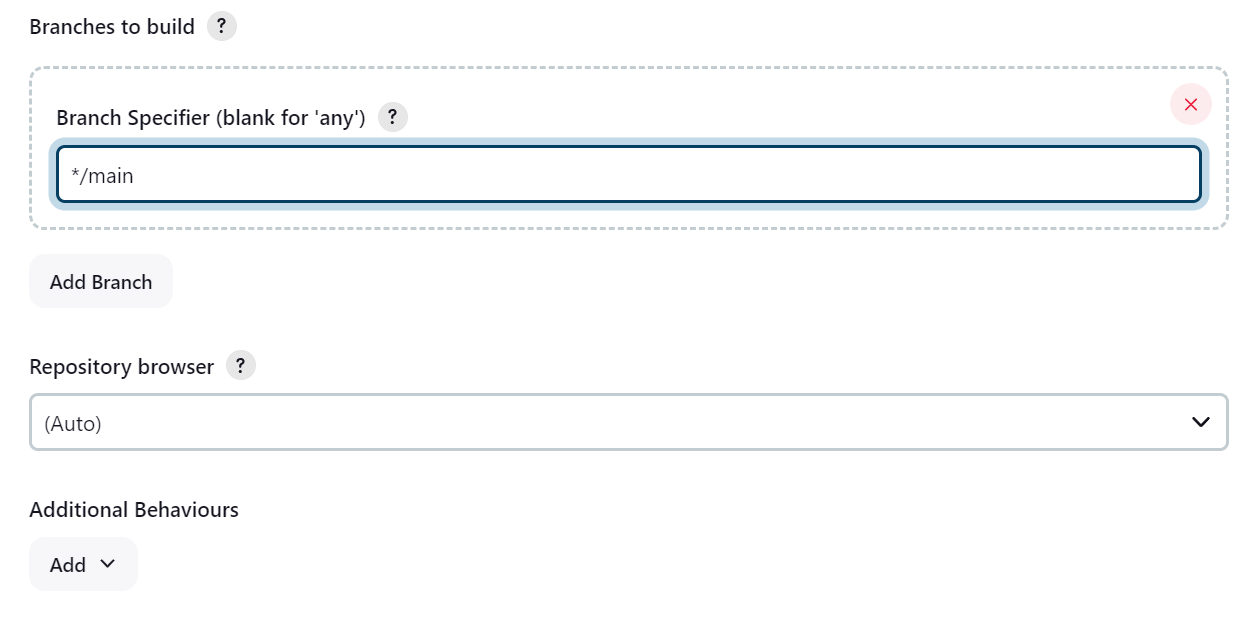 Branches to build ?
Branch Specifier (blank for 'any') ?
*/main
Add Branch
Repository browser ?
(Auto)
Additional Behaviours
Add